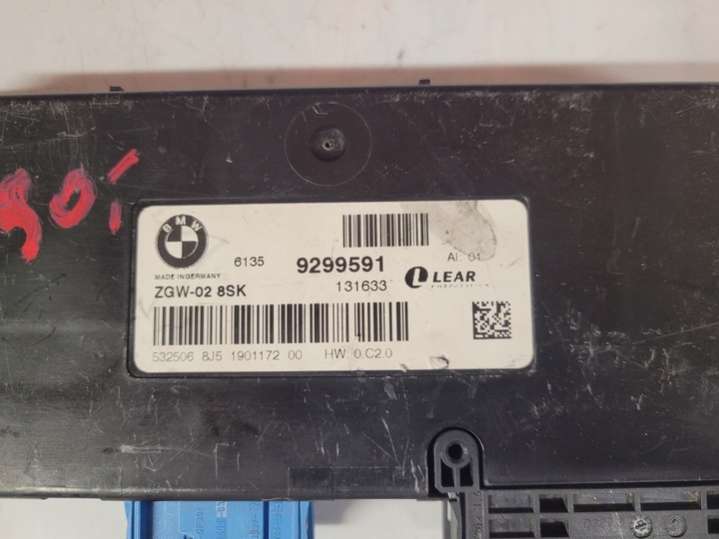 BMW
6135 9299591 AI 01
MADE IN GERMANY
131633 LEAR
CORPORATION
ZGW-02 8SK
532506 8J5 1901172 00 HW 0.C2.0